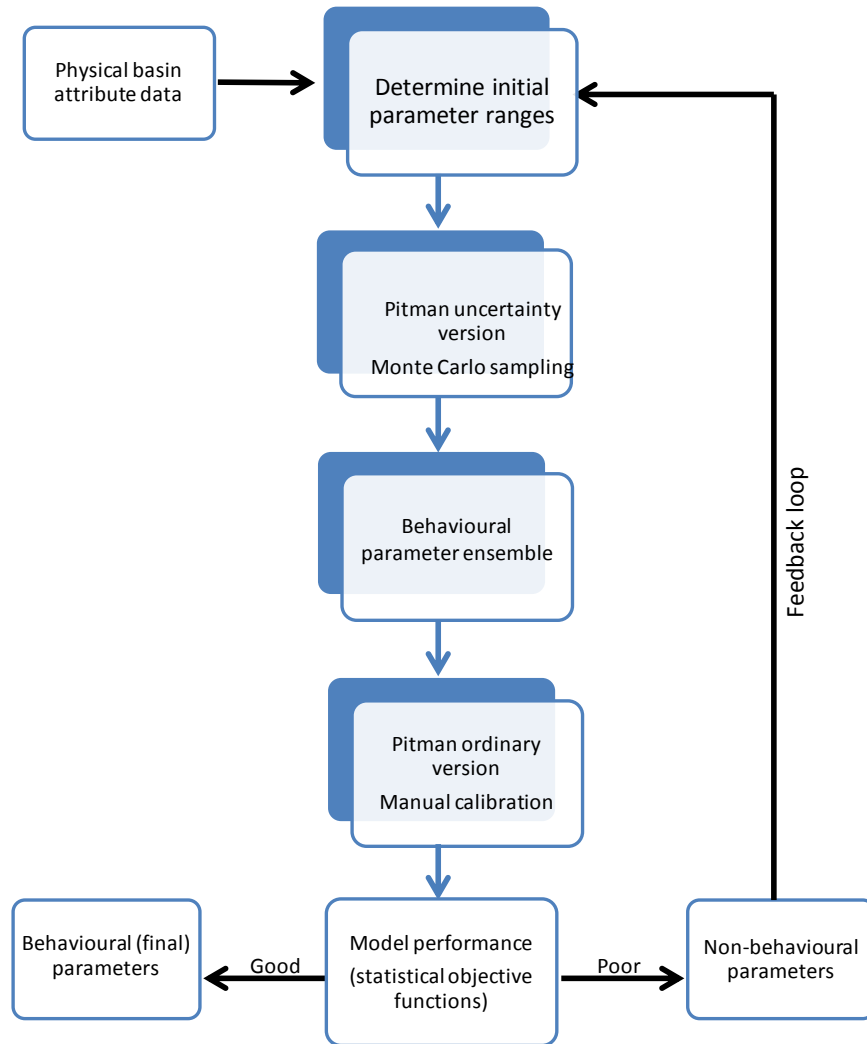 Physical basin
attribute data
Determine initial
parameter ranges
Pitman uncertainty
version
Monte Carlo sampling
Behavioural
parameter ensemble
Feedback loop
Pitman ordinary
version
Manual calibration
Behavioural (final)
parameters
Good
Model performance
(statistical objective
functions)
Poor
Non-behavioural
parameters